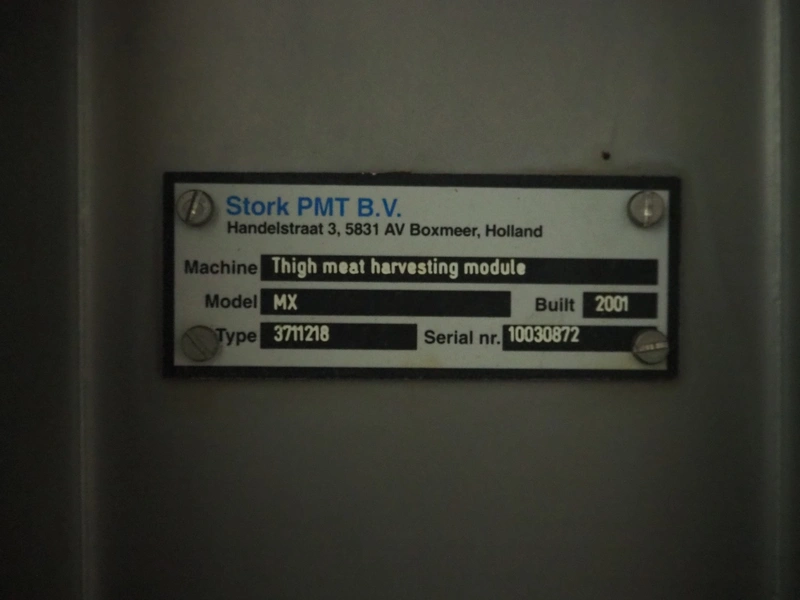 Stork PMT B.V.
Handelstraat 3, 5831 AV Boxmeer, Holland
Machine Thigh meat harvesting module
Model MX Built 2001
Type 3711218 Serial nr. 10030872